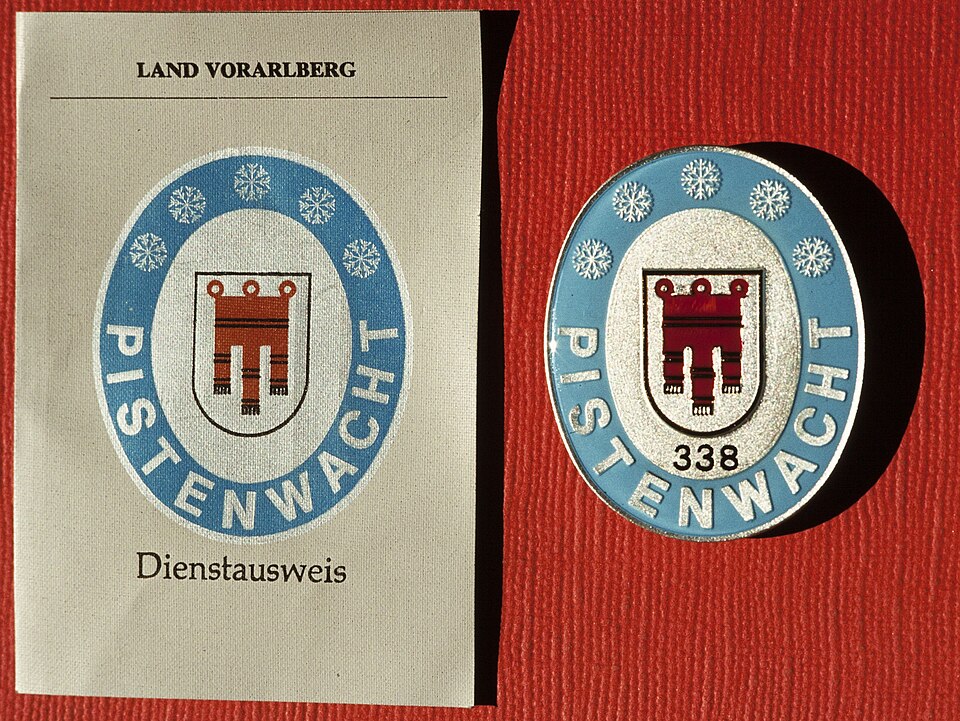 LAND VORARLBERG
PISTENWACHT
Dienstausweis
PISTENWACHT
338